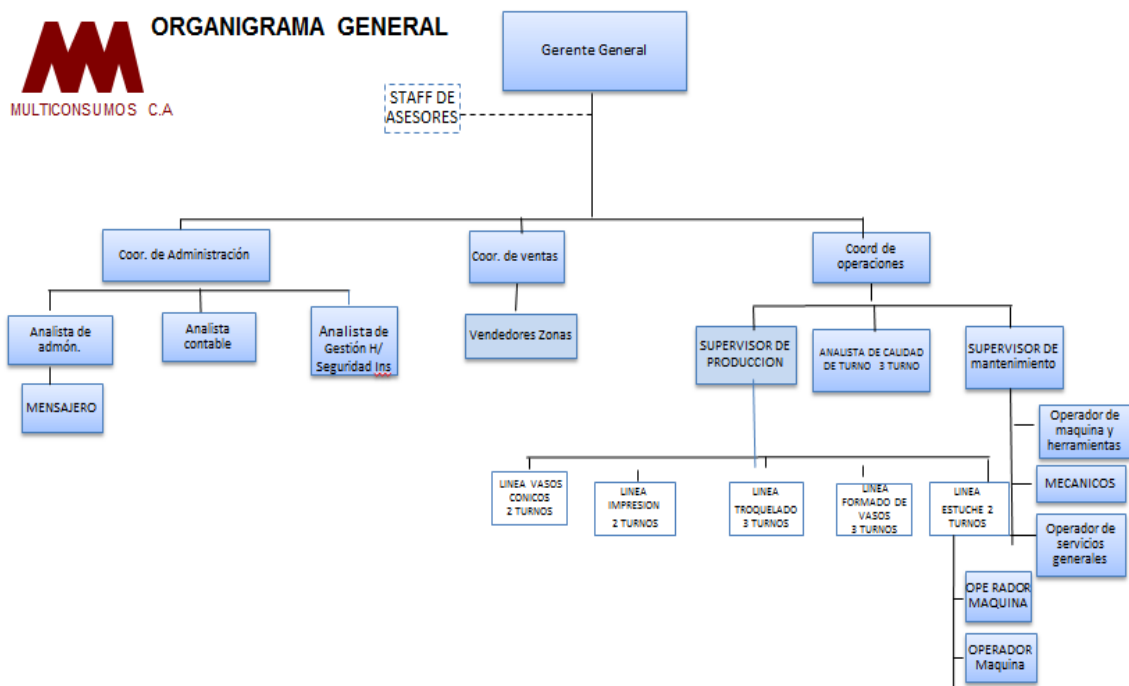 ORGANIGRAMA GENERAL
MULTICONSUMOS C.A
Gerente General
STAFF DE
ASESORES
Coor. de Administración
Coor. de ventas
Coord de
operaciones
Analista de
admón.
Analista
contable
Analista de
Gestión H/
Seguridad Ins
Vendedores Zonas
SUPERVISOR DE
PRODUCCION
ANALISTA DE CALIDAD
DE TURNO 3 TURNO
SUPERVISOR DE
mantenimiento
MENSAJERO
Operador de
maquina y
herramientas
MECANICOS
Operador de
servicios
generales
LINEA VASOS
CONICOS
2 TURNOS
LINEA
IMPRESION
2 TURNOS
LINEA
TROQUELADO
3 TURNOS
LINEA
FORMADO DE
VASOS
3 TURNOS
LINEA
ESTUCHE 2
TURNOS
OPERADOR
MAQUINA
OPERADOR
Maquina